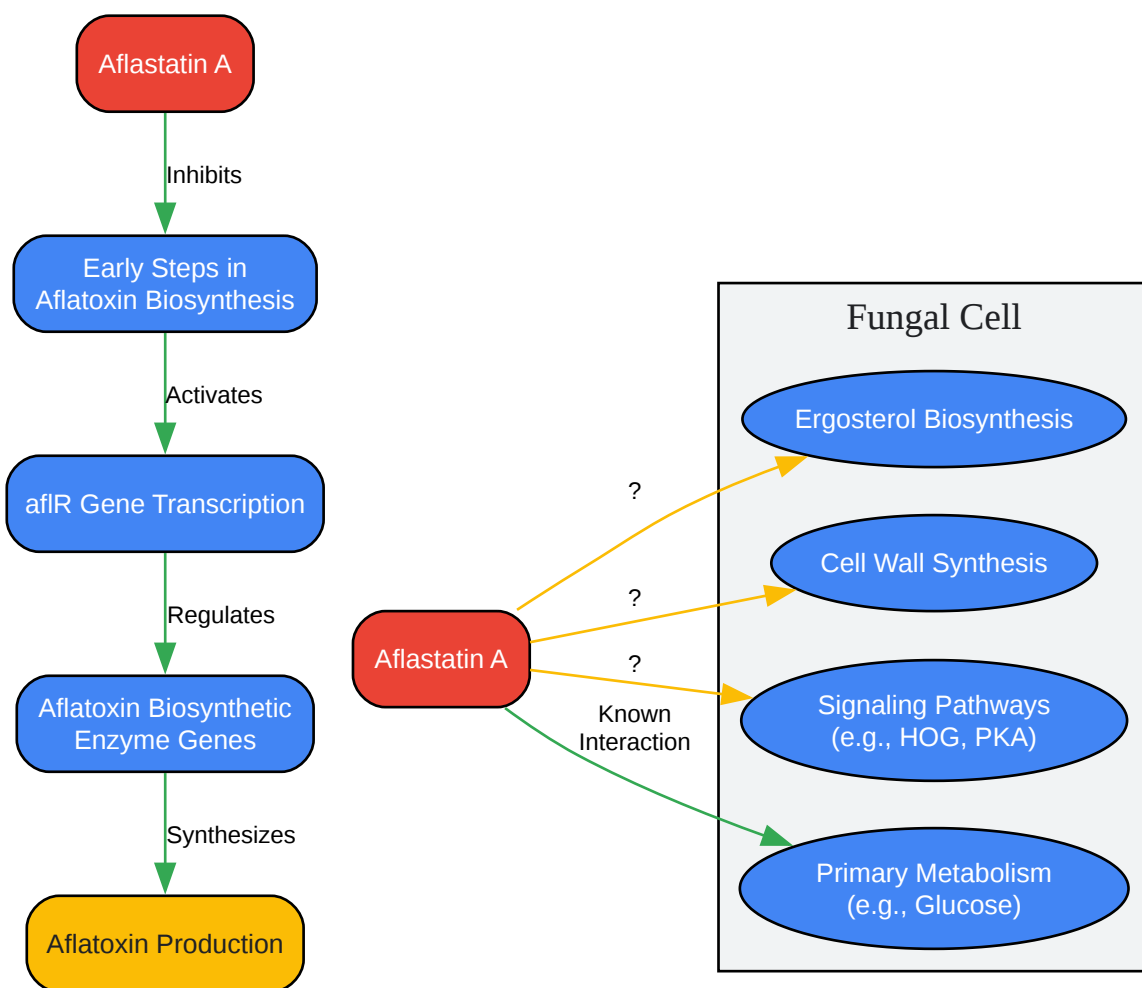 Aflastatin A
Inhibits
Early Steps in
Aflatoxin Biosynthesis
Activates
aflR Gene Transcription
Regulates
Aflatoxin Biosynthetic
Enzyme Genes
Synthesizes
Aflatoxin Production
Fungal Cell
Ergosterol Biosynthesis
?
Cell Wall Synthesis
?
Aflastatin A
?
Signaling Pathways
(e.g., HOG, PKA)
Known
Interaction
Primary Metabolism
(e.g., Glucose)